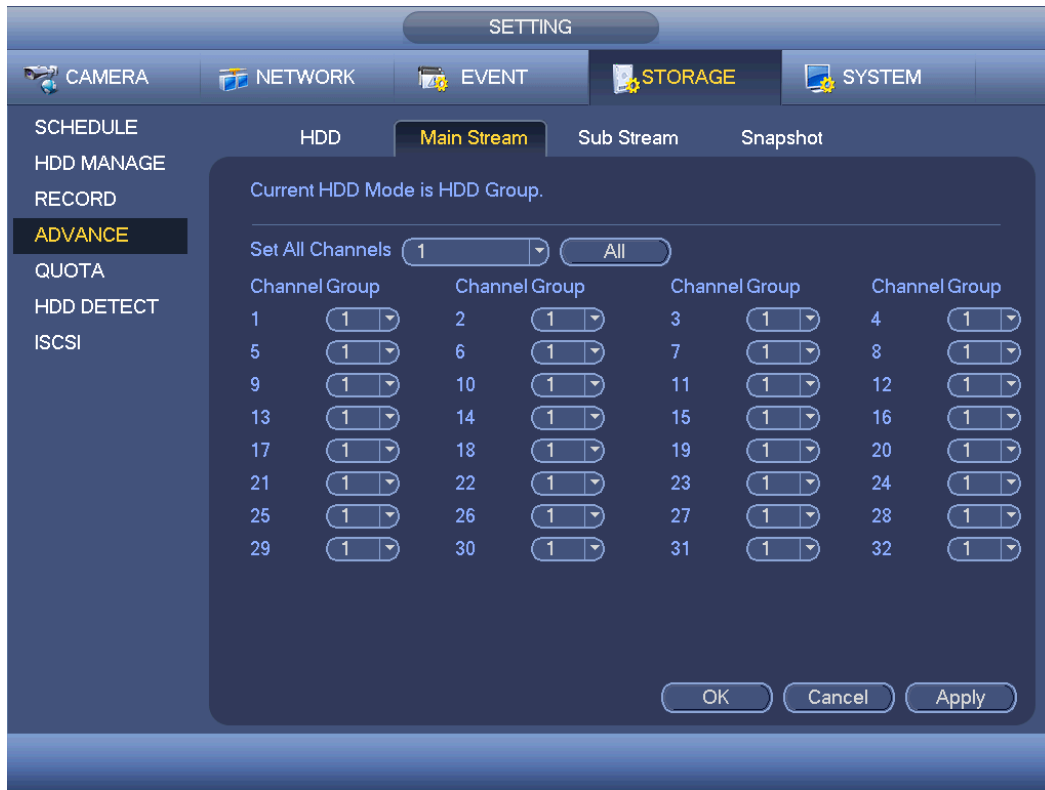 SETTING
CAMERA NETWORK EVENT STORAGE SYSTEM
SCHEDULE
HDD MANAGE
RECORD
ADVANCE
QUOTA
HDD DETECT
ISCSI
HDD Main Stream Sub Stream Snapshot
Current HDD Mode is HDD Group.
Set All Channels 1 All
Channel Group Channel Group Channel Group Channel Group
1 1 2 1 3 1 4 1
5 1 6 1 7 1 8 1
9 1 10 1 11 1 12 1
13 1 14 1 15 1 16 1
17 1 18 1 19 1 20 1
21 1 22 1 23 1 24 1
25 1 26 1 27 1 28 1
29 1 30 1 31 1 32 1
OK Cancel Apply